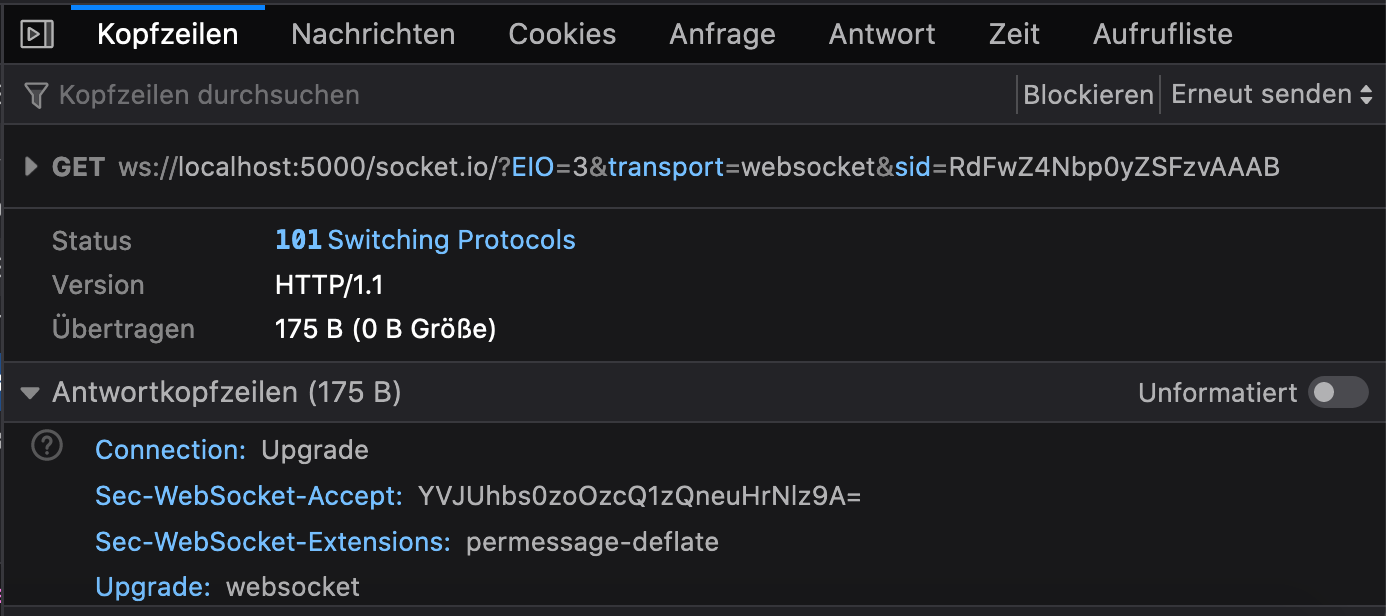 Kopfzeilen Nachrichten Cookies Anfrage Antwort Zeit Aufrufliste
Kopfzeilen durchsuchen Blockieren Erneut senden
GET ws://localhost:5000/socket.io/?EIO=3&transport=websocket&sid=RdFwZ4Nbp0yZSFzvAAAB
Status 101 Switching Protocols
Version HTTP/1.1
Übertragen 175 B (0 B Größe)
Antwortkopfzeilen (175 B) Unformatiert
Connection: Upgrade
Sec-WebSocket-Accept: YVJUhbs0zoOzcQ1zQneuHrNlz9A=
Sec-WebSocket-Extensions: permessage-deflate
Upgrade: websocket